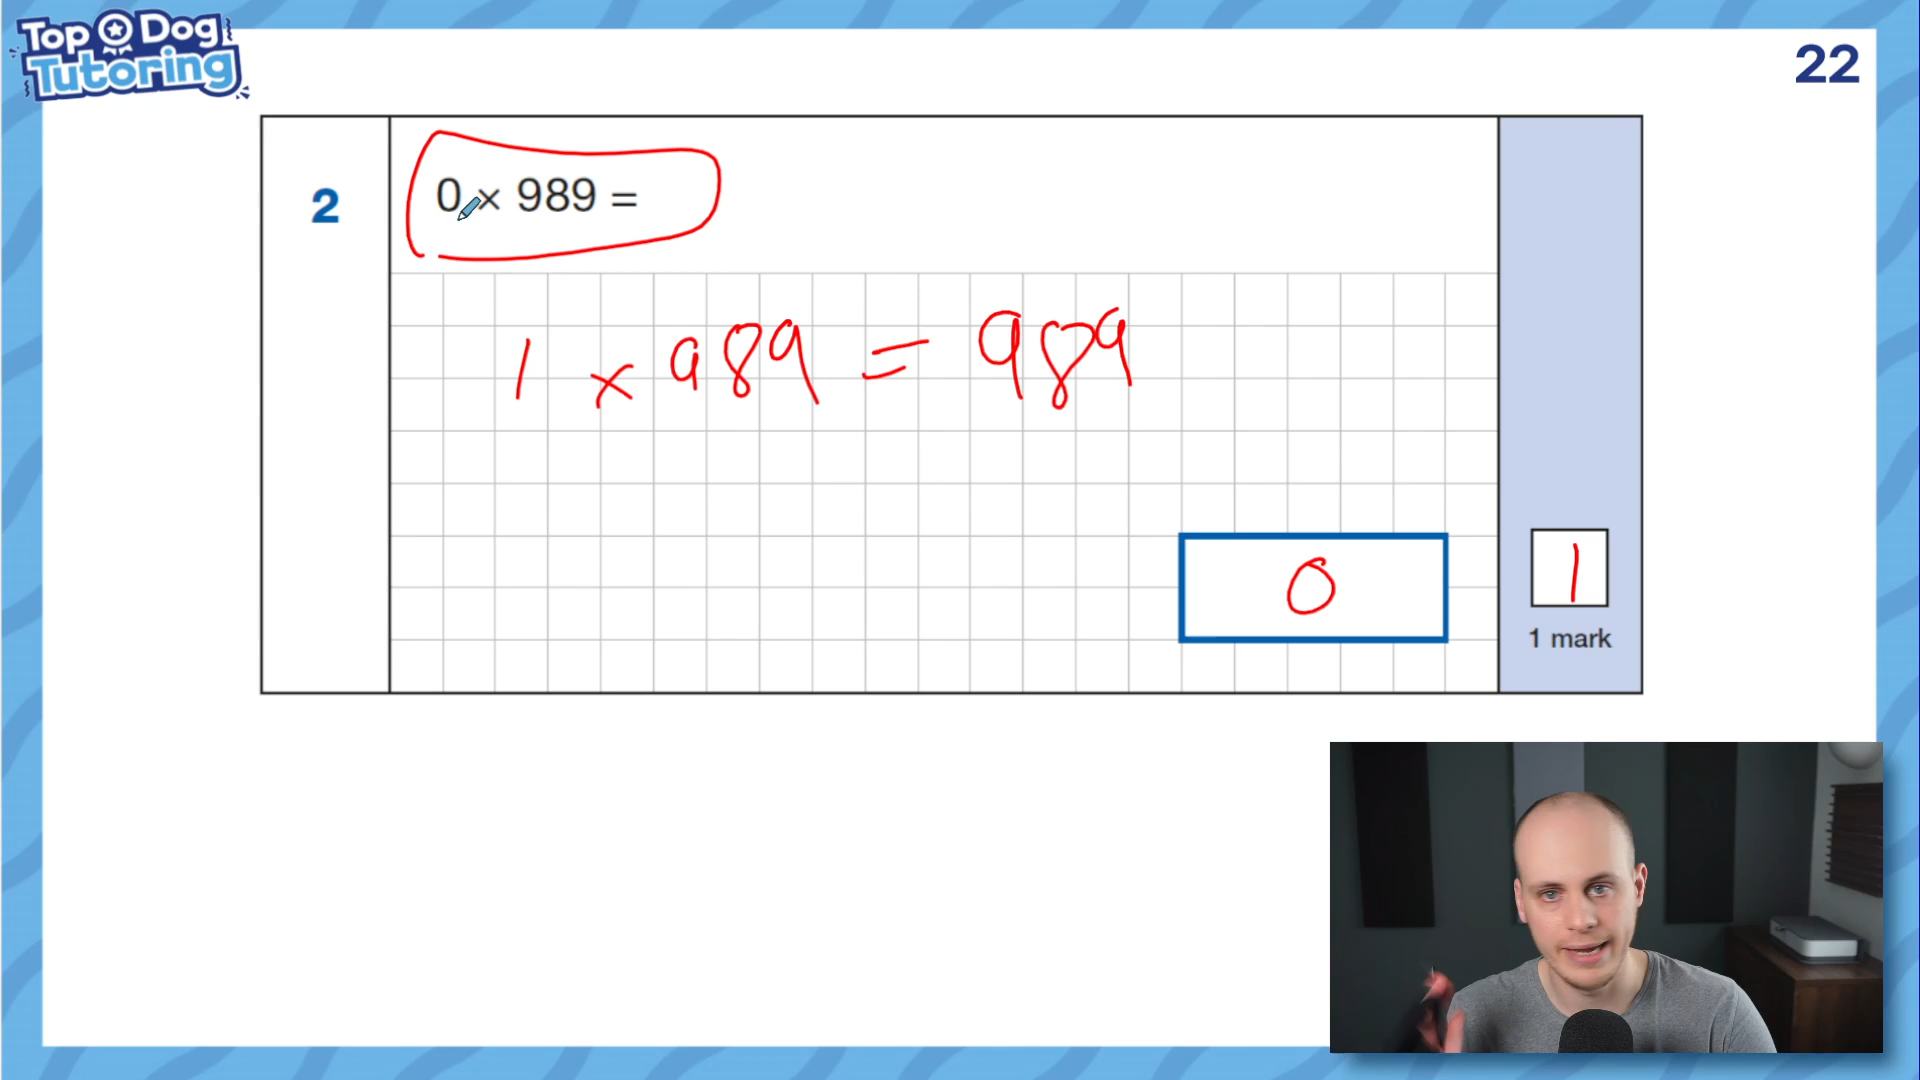 Top Dog
Tutoring
22
2
0 × 989 =
1 × 989 = 989
0
1
1 mark